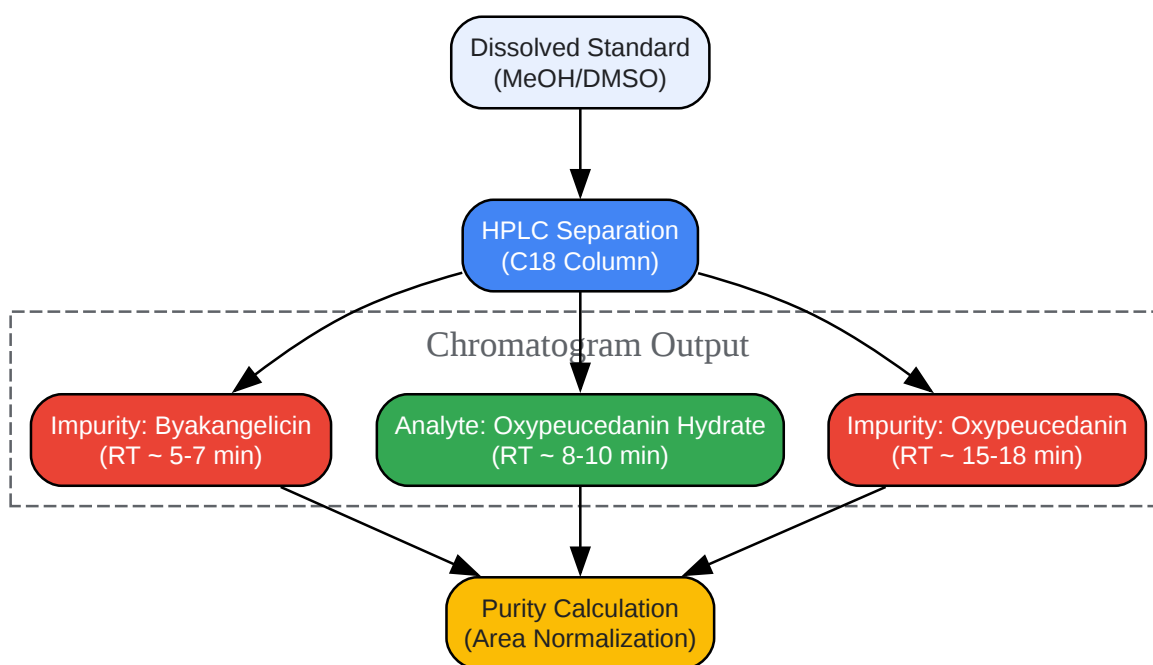 Dissolved Standard
(MeOH/DMSO)
HPLC Separation
(C18 Column)
Chromatogram Output
Impurity: Byakangelicin
(RT ~ 5-7 min)
Analyte: Oxypeucedanin Hydrate
(RT ~ 8-10 min)
Impurity: Oxypeucedanin
(RT ~ 15-18 min)
Purity Calculation
(Area Normalization)